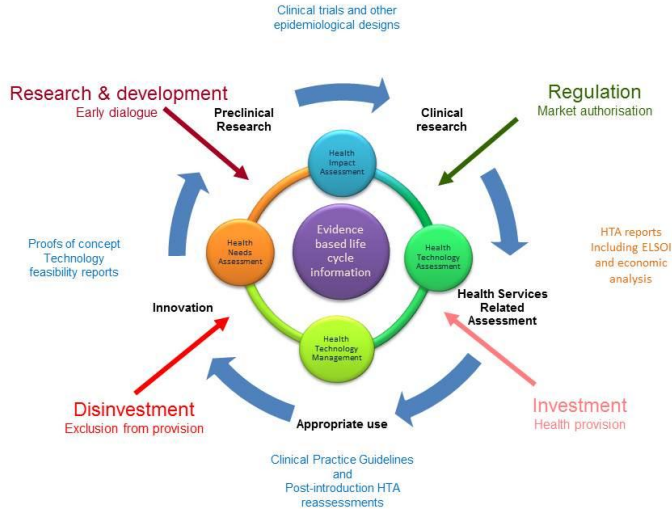 Clinical trials and other
epidemiological designs
Research & development
Early dialogue
Preclinical
Research
Clinical
research
Regulation
Market authorisation
Health
Impact
Assessment
Proofs of concept
Technology
feasibility reports
Health
Needs
Assessment
Evidence
based life
cycle
information
Health
Technology
Assessment
HTA reports
Including ELSOI
and economic
analysis
Innovation
Health Services
Related
Assessment
Health
Technology
Management
Disinvestment
Exclusion from provision
Appropriate use
Investment
Health provision
Clinical Practice Guidelines
and
Post-introduction HTA
reassessments